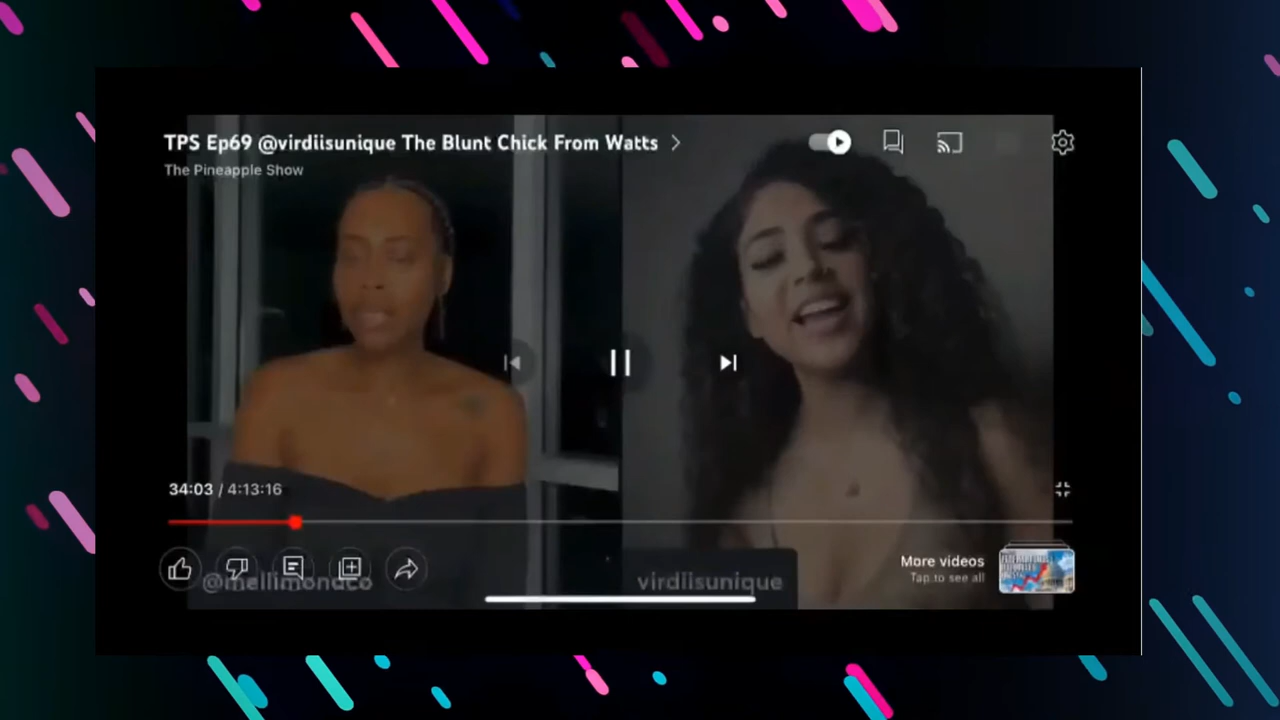 TPS Ep69 @virdiisunique The Blunt Chick From Watts
The Pineapple Show
34:03 / 4:13:16
More videos
Tap to see all
@mellimonaco
virdiisunique